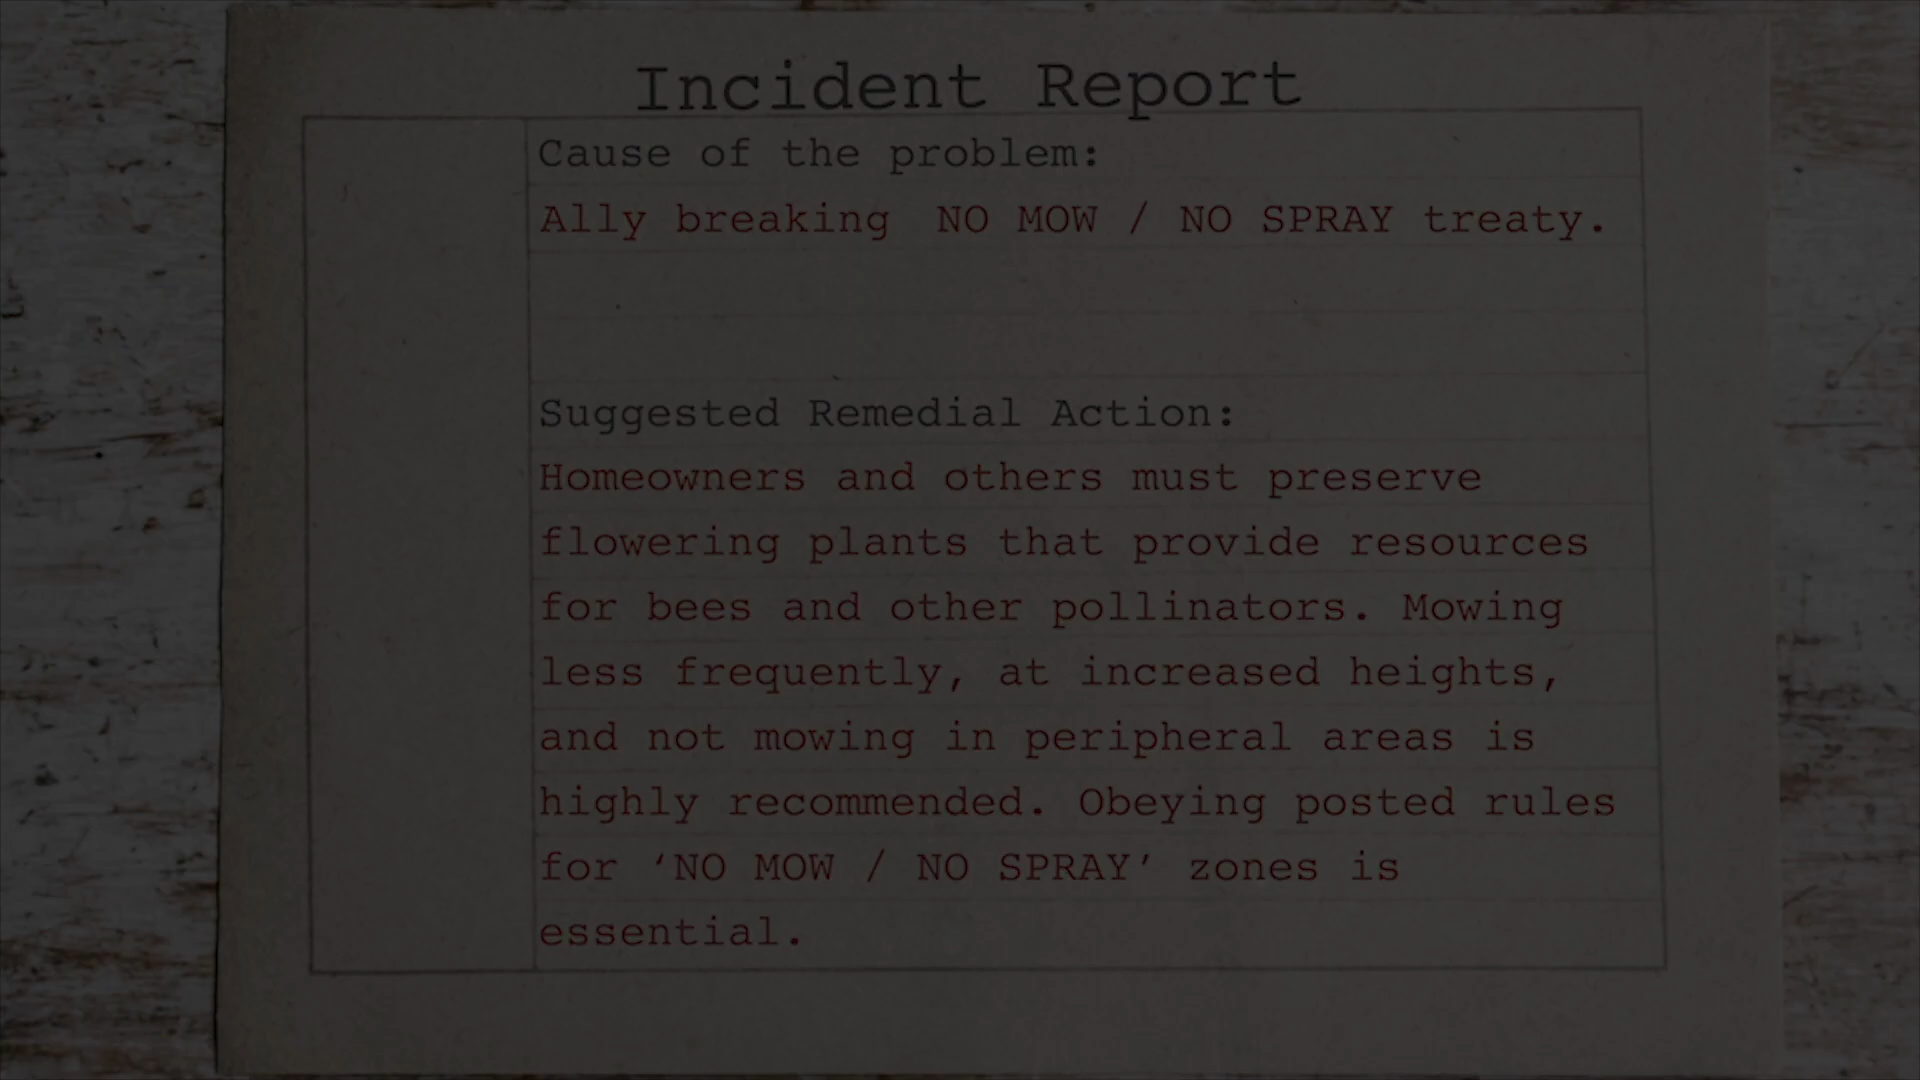 Incident Report
Cause of the problem:
Ally breaking NO MOW / NO SPRAY treaty.
Suggested Remedial Action:
Homeowners and others must preserve
flowering plants that provide resources
for bees and other pollinators. Mowing
less frequently, at increased heights,
and not mowing in peripheral areas is
highly recommended. Obeying posted rules
for ‘NO MOW / NO SPRAY’ zones is
essential.